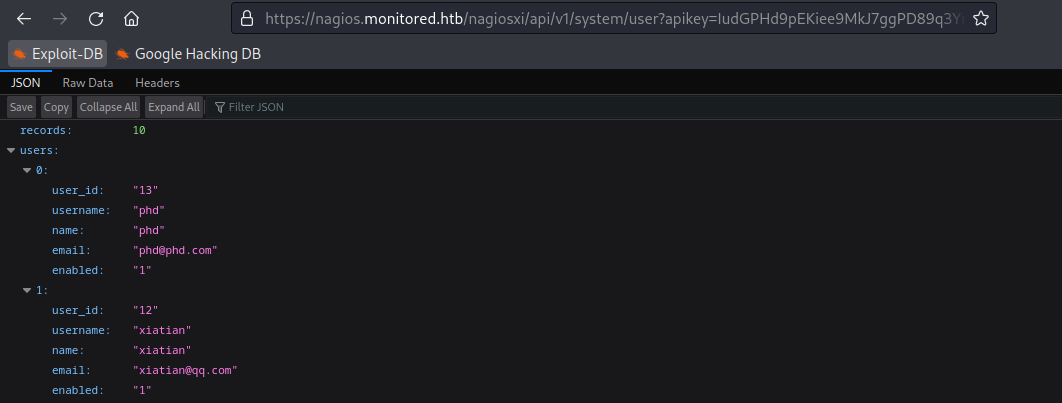 https://nagios.monitored.htb/nagiosxi/api/v1/system/user?apikey=IudGPHd9pEKiee9MkJ7ggPD89q3Y
Exploit-DB Google Hacking DB
JSON Raw Data Headers
Save Copy Collapse All Expand All Filter JSON
records: 10
users:
0:
user_id: "13"
username: "phd"
name: "phd"
email: "phd@phd.com"
enabled: "1"
1:
user_id: "12"
username: "xiatian"
name: "xiatian"
email: "xiatian@qq.com"
enabled: "1"